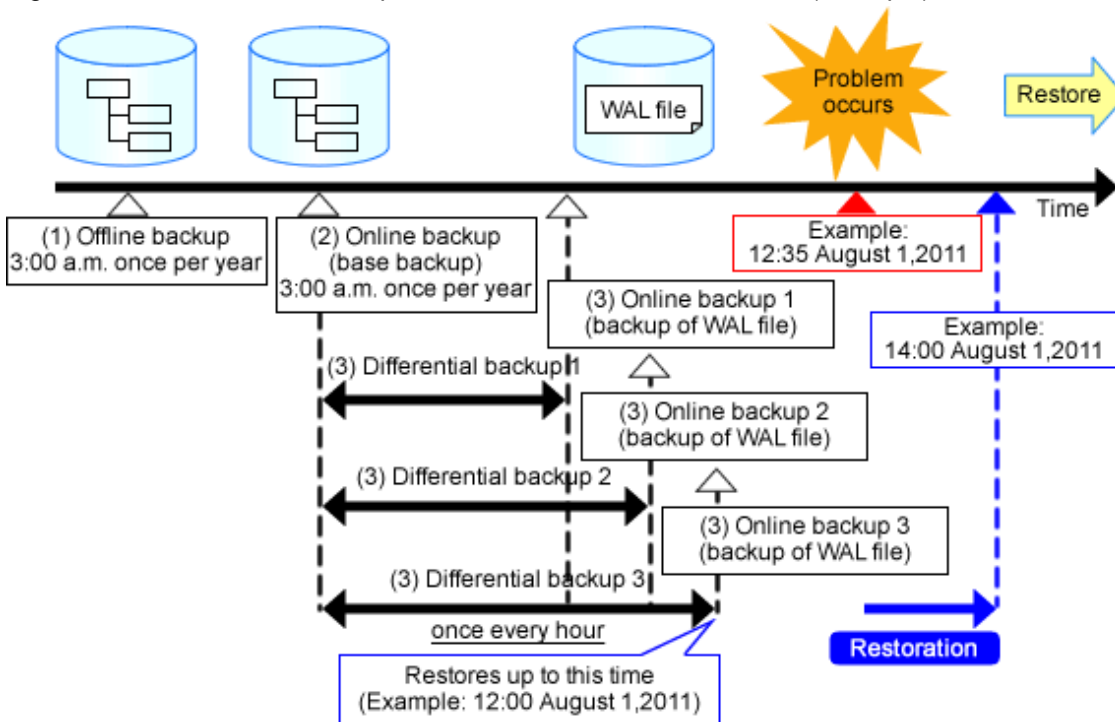 WAL file
Problem
occurs
Restore
Time
(1) Offline backup
3:00 a.m. once per year
(2) Online backup
(base backup)
3:00 a.m. once per year
Example:
12:35 August 1,2011
(3) Online backup 1
(backup of WAL file)
Example:
14:00 August 1,2011
(3) Differential backup 1
(3) Online backup 2
(backup of WAL file)
(3) Differential backup 2
(3) Online backup 3
(backup of WAL file)
(3) Differential backup 3
once every hour
Restoration
Restores up to this time
(Example: 12:00 August 1,2011)